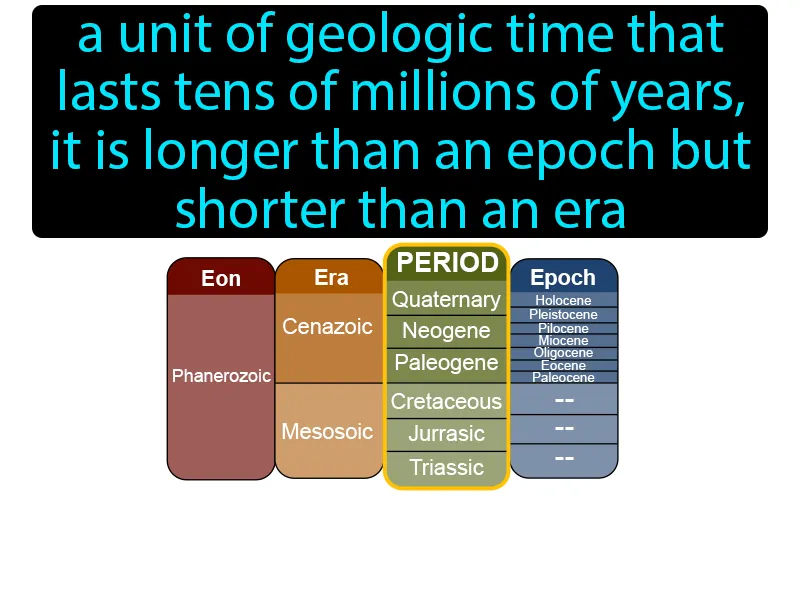 a unit of geologic time that
lasts tens of millions of years,
it is longer than an epoch but
shorter than an era
Eon
Era
PERIOD
Epoch
Phanerozoic
Cenazoic
Mesosoic
Quaternary
Neogene
Paleogene
Cretaceous
Jurrasic
Triassic
Holocene
Pleistocene
Pilocene
Miocene
Oligocene
Eocene
Paleocene
--
--
--